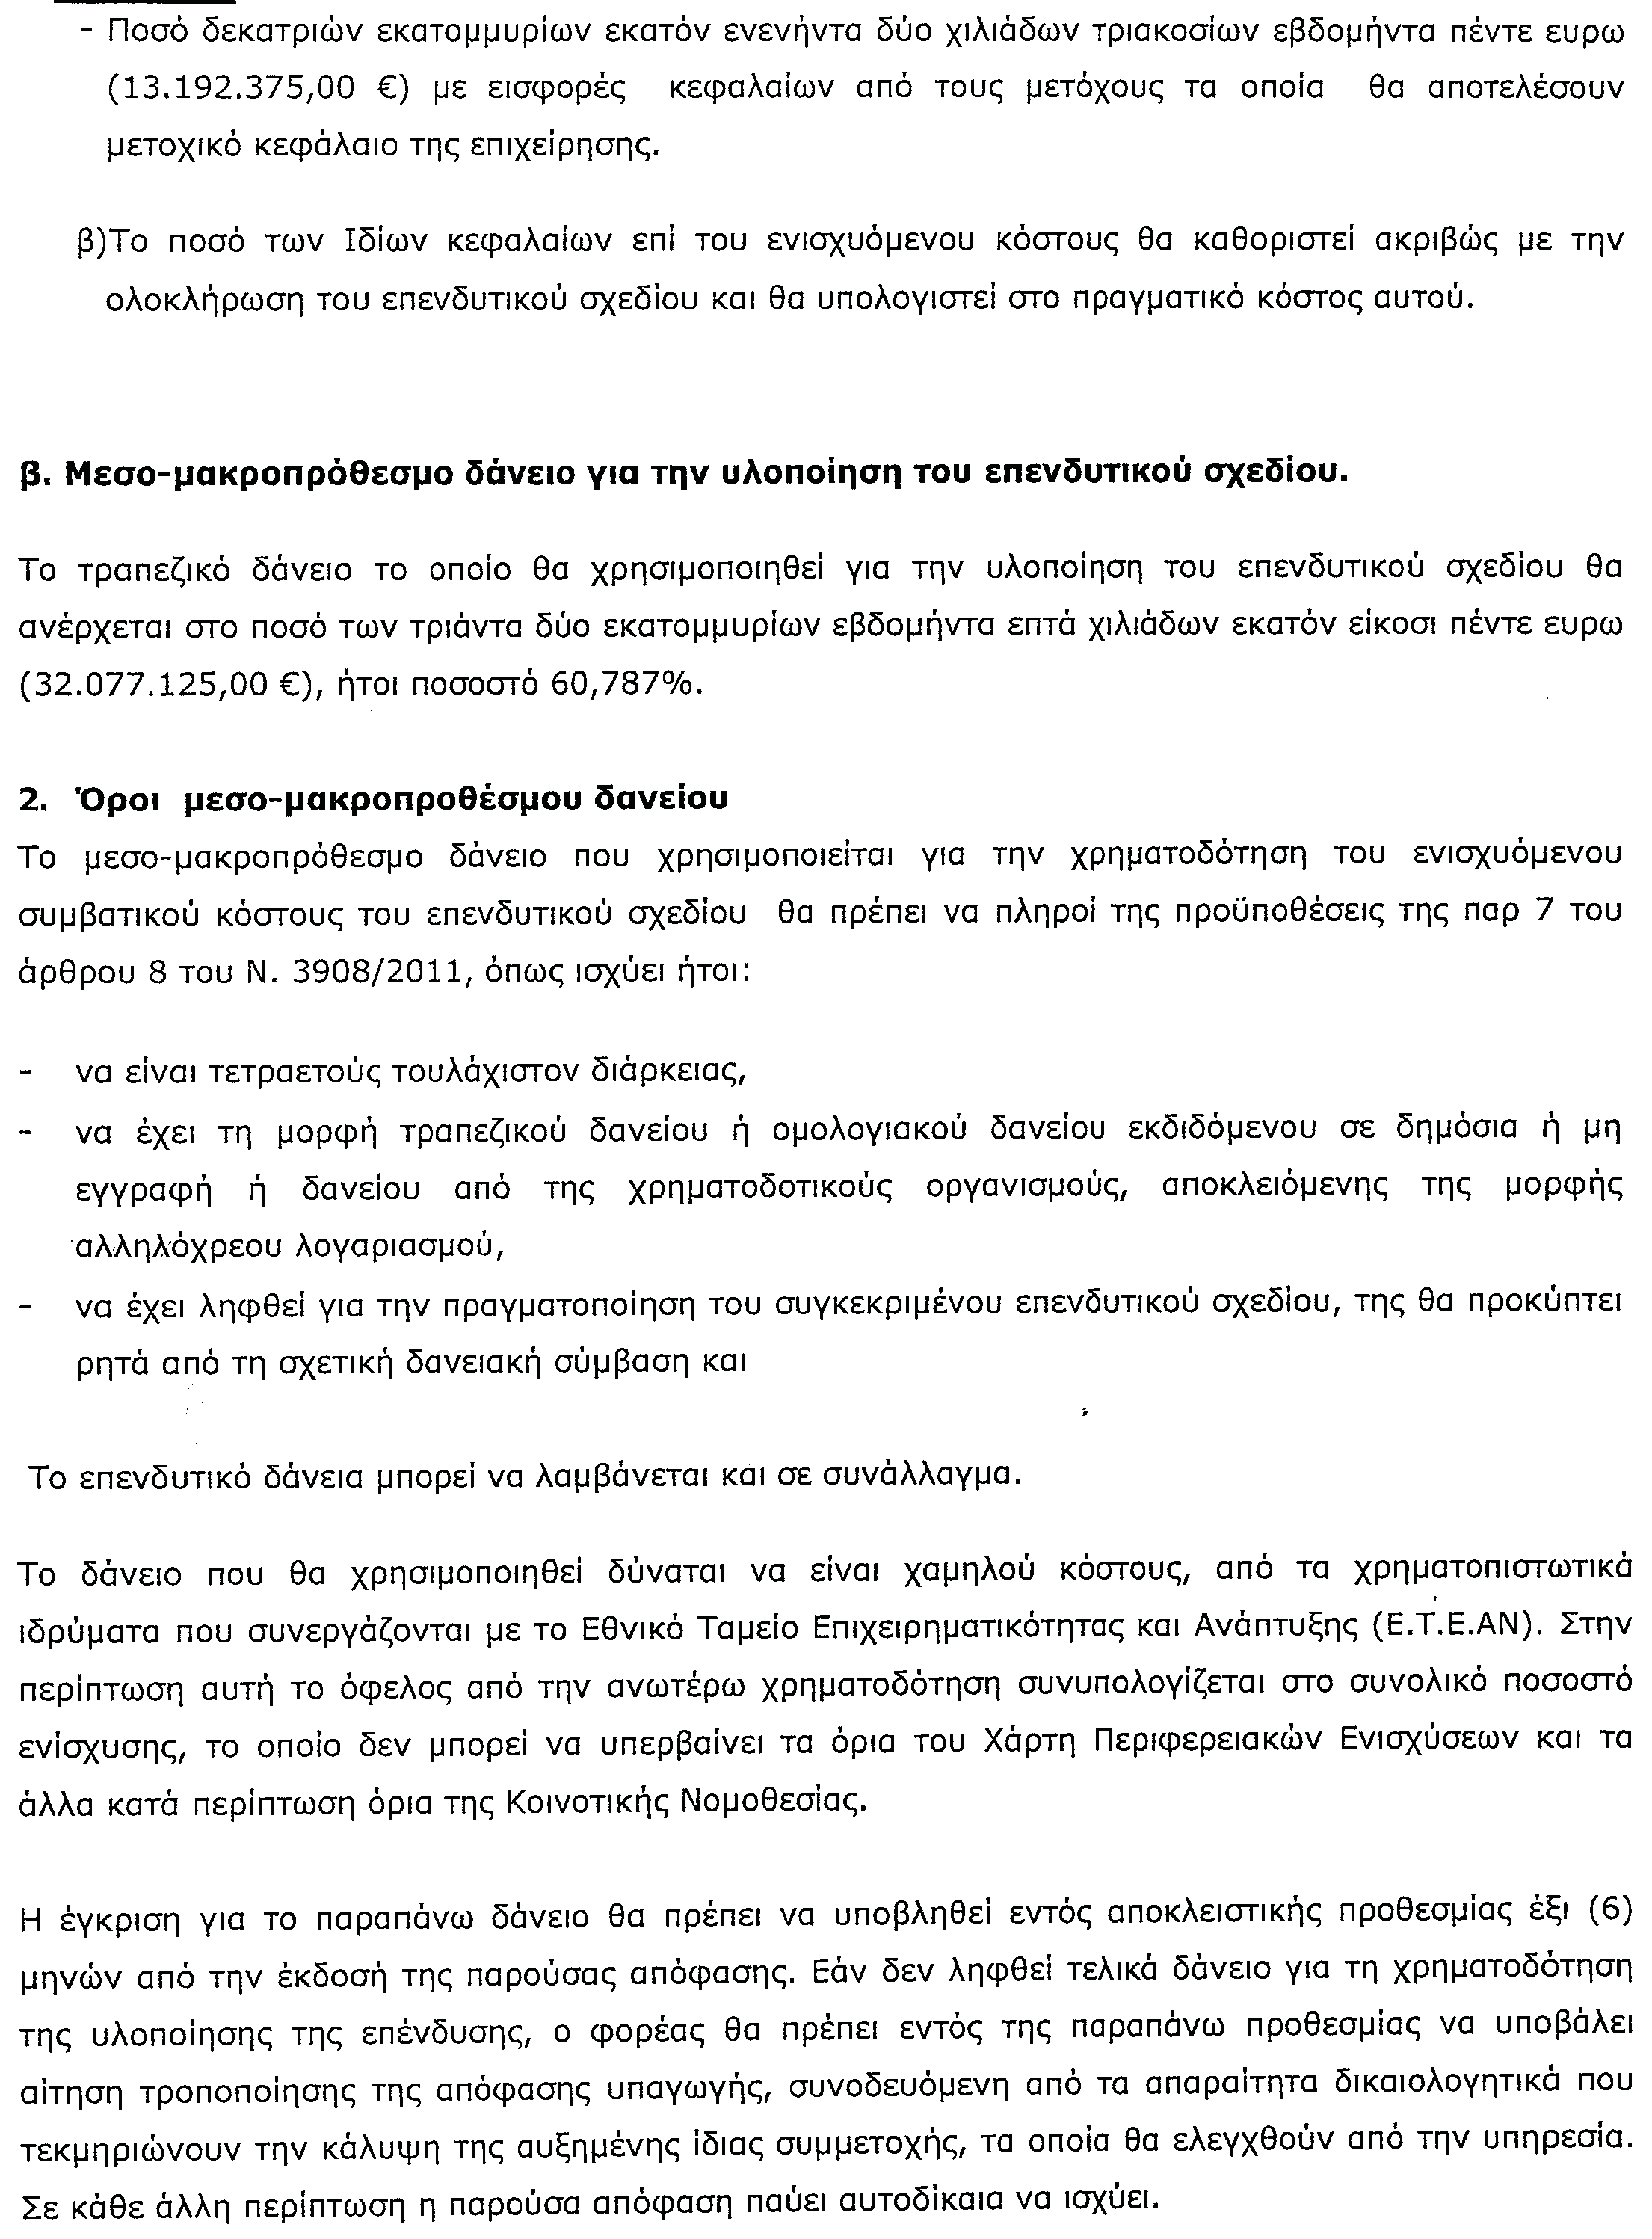 - Ποσό δεκατριών εκατομμυρίων εκατόν ενενήντα δύο χιλιάδων τριακοσίων εβδομήντα πέντε ευρω
(13.192.375,00 €) με εισφορές κεφαλαίων από τους μετόχους τα οποία θα αποτελέσουν
μετοχικό κεφάλαιο της επιχείρησης.
β)Το ποσό των Ιδίων κεφαλαίων επί του ενισχυόμενου κόστους θα καθοριστεί ακριβώς με την
ολοκλήρωση του επενδυτικού σχεδίου και θα υπολογιστεί στο πραγματικό κόστος αυτού.
β. Μεσο-μακροπρόθεσμο δάνειο για την υλοποίηση του επενδυτικού σχεδίου.
Το τραπεζικό δάνειο το οποίο θα χρησιμοποιηθεί για την υλοποίηση του επενδυτικού σχεδίου θα
ανέρχεται στο ποσό των τριάντα δύο εκατομμυρίων εβδομήντα επτά χιλιάδων εκατόν είκοσι πέντε ευρω
(32.077.125,00 €), ήτοι ποσοστό 60,787%.
2. Όροι μεσο-μακροπροθέσμου δανείου
Το μεσο-μακροπρόθεσμο δάνειο που χρησιμοποιείται για την χρηματοδότηση του ενισχυόμενου
συμβατικού κόστους του επενδυτικού σχεδίου θα πρέπει να πληροί της προϋποθέσεις της παρ 7 του
άρθρου 8 του Ν. 3908/2011, όπως ισχύει ήτοι:
- να είναι τετραετούς τουλάχιστον διάρκειας,
- να έχει τη μορφή τραπεζικού δανείου ή ομολογιακού δανείου εκδιδόμενου σε δημόσια ή μη
εγγραφή ή δανείου από της χρηματοδοτικούς οργανισμούς, αποκλειόμενης της μορφής
αλληλόχρεου λογαριασμού,
- να έχει ληφθεί για την πραγματοποίηση του συγκεκριμένου επενδυτικού σχεδίου, της θα προκύπτει
ρητά από τη σχετική δανειακή σύμβαση και
Το επενδυτικό δάνεια μπορεί να λαμβάνεται και σε συνάλλαγμα.
Το δάνειο που θα χρησιμοποιηθεί δύναται να είναι χαμηλού κόστους, από τα χρηματοπιστωτικά
ιδρύματα που συνεργάζονται με το Εθνικό Ταμείο Επιχειρηματικότητας και Ανάπτυξης (Ε.Τ.Ε.ΑΝ). Στην
περίπτωση αυτή το όφελος από την ανωτέρω χρηματοδότηση συνυπολογίζεται στο συνολικό ποσοστό
ενίσχυσης, το οποίο δεν μπορεί να υπερβαίνει τα όρια του Χάρτη Περιφερειακών Ενισχύσεων και τα
άλλα κατά περίπτωση όρια της Κοινοτικής Νομοθεσίας.
Η έγκριση για το παραπάνω δάνειο θα πρέπει να υποβληθεί εντός αποκλειστικής προθεσμίας έξι (6)
μηνών από την έκδοσή της παρούσας απόφασης. Εάν δεν ληφθεί τελικά δάνειο για τη χρηματοδότηση
της υλοποίησης της επένδυσης, ο φορέας θα πρέπει εντός της παραπάνω προθεσμίας να υποβάλει
αίτηση τροποποίησης της απόφασης υπαγωγής, συνοδευόμενη από τα απαραίτητα δικαιολογητικά που
τεκμηριώνουν την κάλυψη της αυξημένης ίδιας συμμετοχής, τα οποία θα ελεγχθούν από την υπηρεσία.
Σε κάθε άλλη περίπτωση η παρούσα απόφαση παύει αυτοδίκαια να ισχύει.